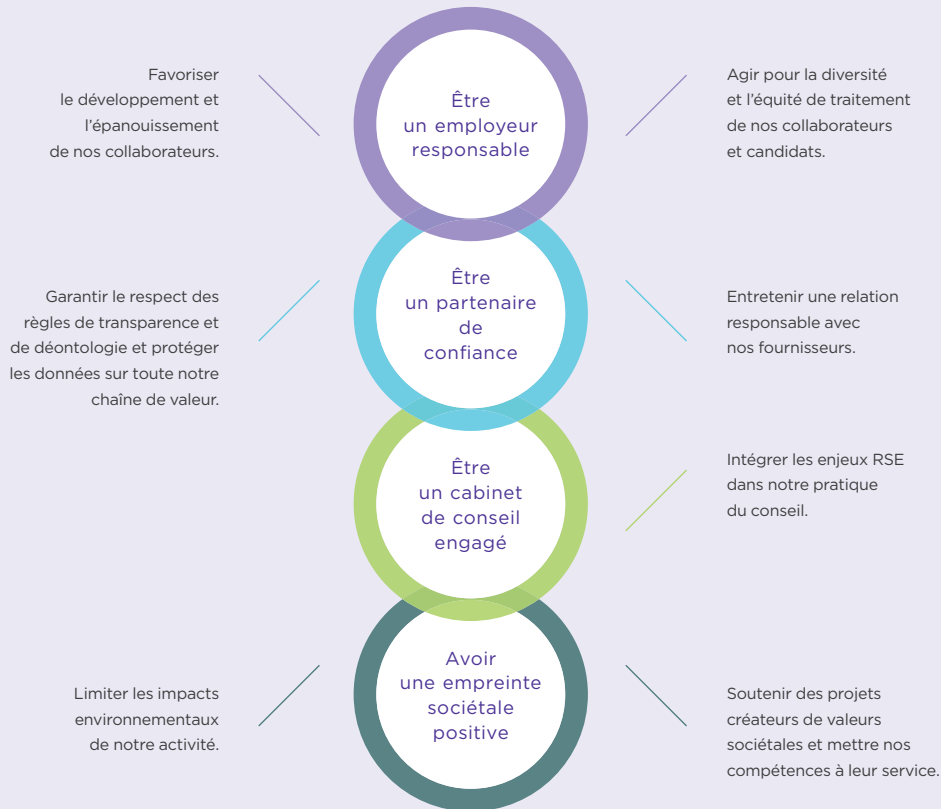 Favoriser
le développement et
l'épanouissement
de nos collaborateurs.
Être
un employeur
responsable
Agir pour la diversité
et l'équité de traitement
de nos collaborateurs
et candidats.
Garantir le respect des
règles de transparence et
de déontologie et protéger
les données sur toute notre
chaîne de valeur.
Être
un partenaire
de
confiance
Entretenir une relation
responsable avec
nos fournisseurs.
Être
un cabinet
de conseil
engagé
Intégrer les enjeux RSE
dans notre pratique
du conseil.
Limiter les impacts
environnementaux
de notre activité.
Avoir
une empreinte
sociétale
positive
Soutenir des projets
créateurs de valeurs
sociétales et mettre nos
compétences à leur service.